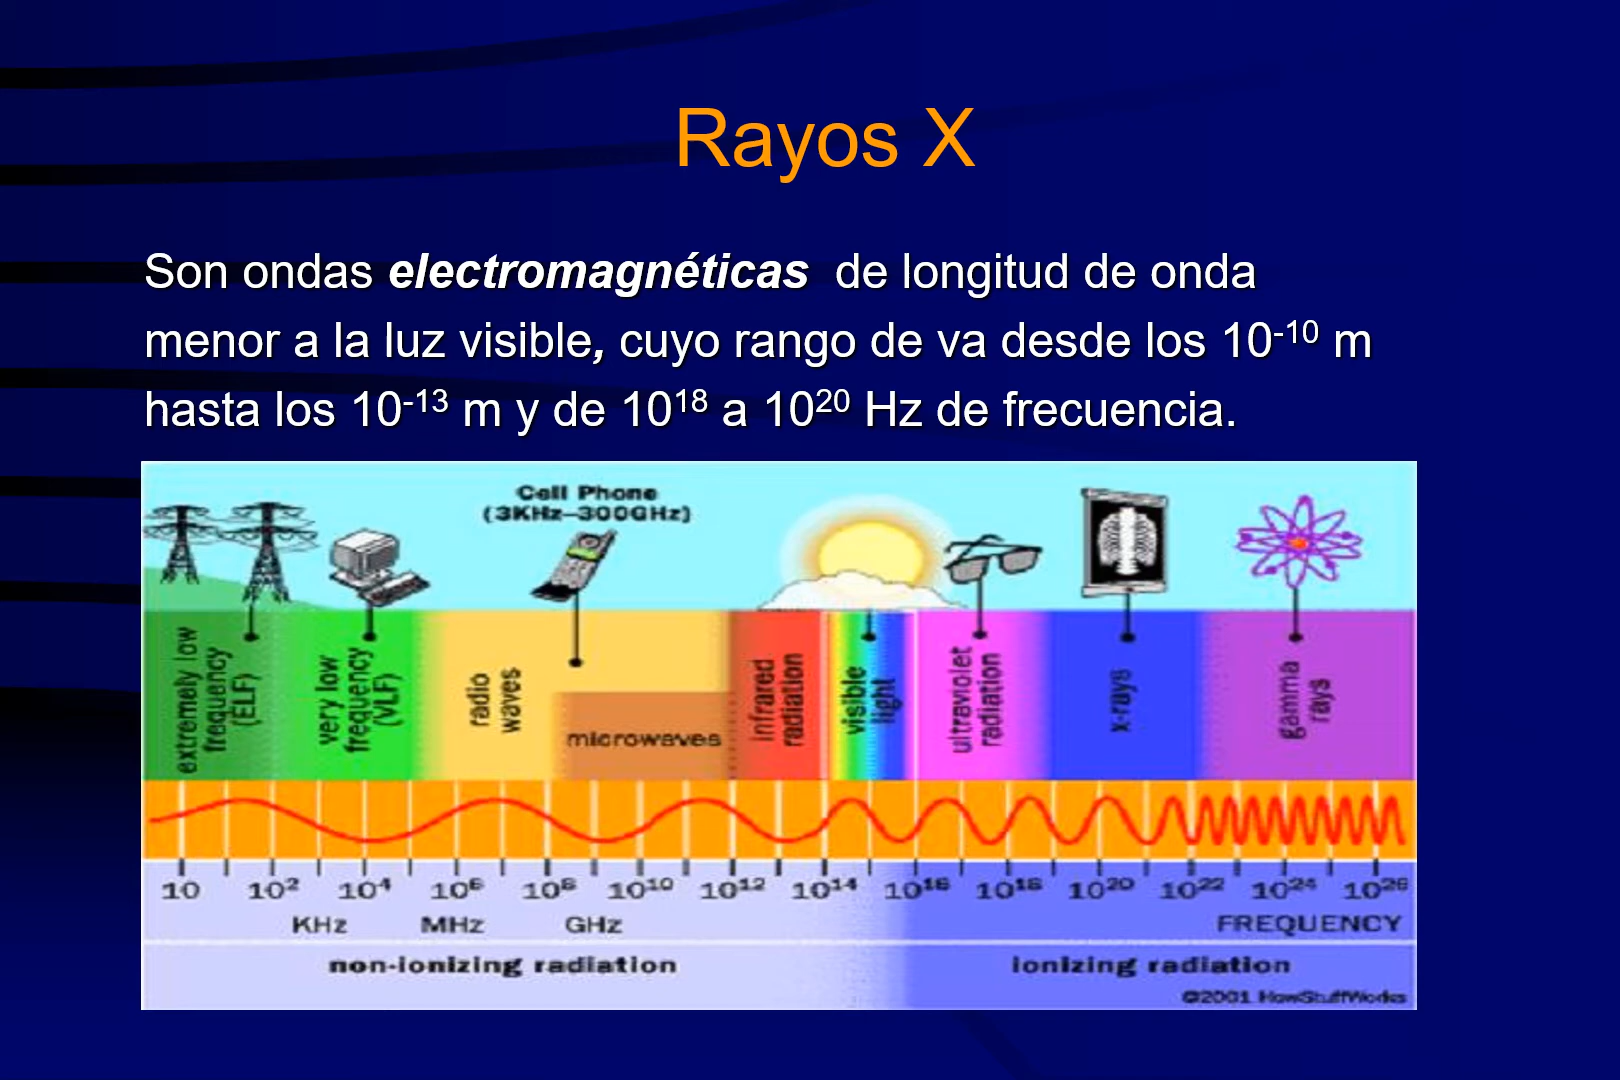 Rayos X
Son ondas electromagnéticas de longitud de onda
menor a la luz visible, cuyo rango de va desde los 10⁻¹⁰ m
hasta los 10⁻¹³ m y de 10¹⁸ a 10²⁰ Hz de frecuencia.
Cell Phone
(3KHz–300GHz)
extremely low
frequency
(ELF)
very low
frequency
(VLF)
radio
waves
microwaves
infrared
radiation
visible
light
ultraviolet
radiation
x-rays
gamma
rays
10 10² 10⁴ 10⁶ 10⁸ 10¹⁰ 10¹² 10¹⁴ 10¹⁶ 10¹⁸ 10²⁰ 10²² 10²⁴ 10²⁶
KHz MHz GHz FREQUENCY
non-ionizing radiation ionizing radiation
©2001 HowStuffWorks